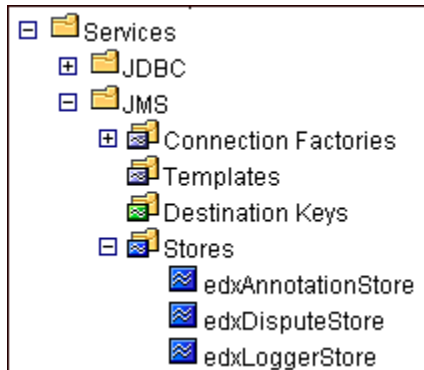 Services
JDBC
JMS
Connection Factories
Templates
Destination Keys
Stores
edxAnnotationStore
edxDisputeStore
edxLoggerStore